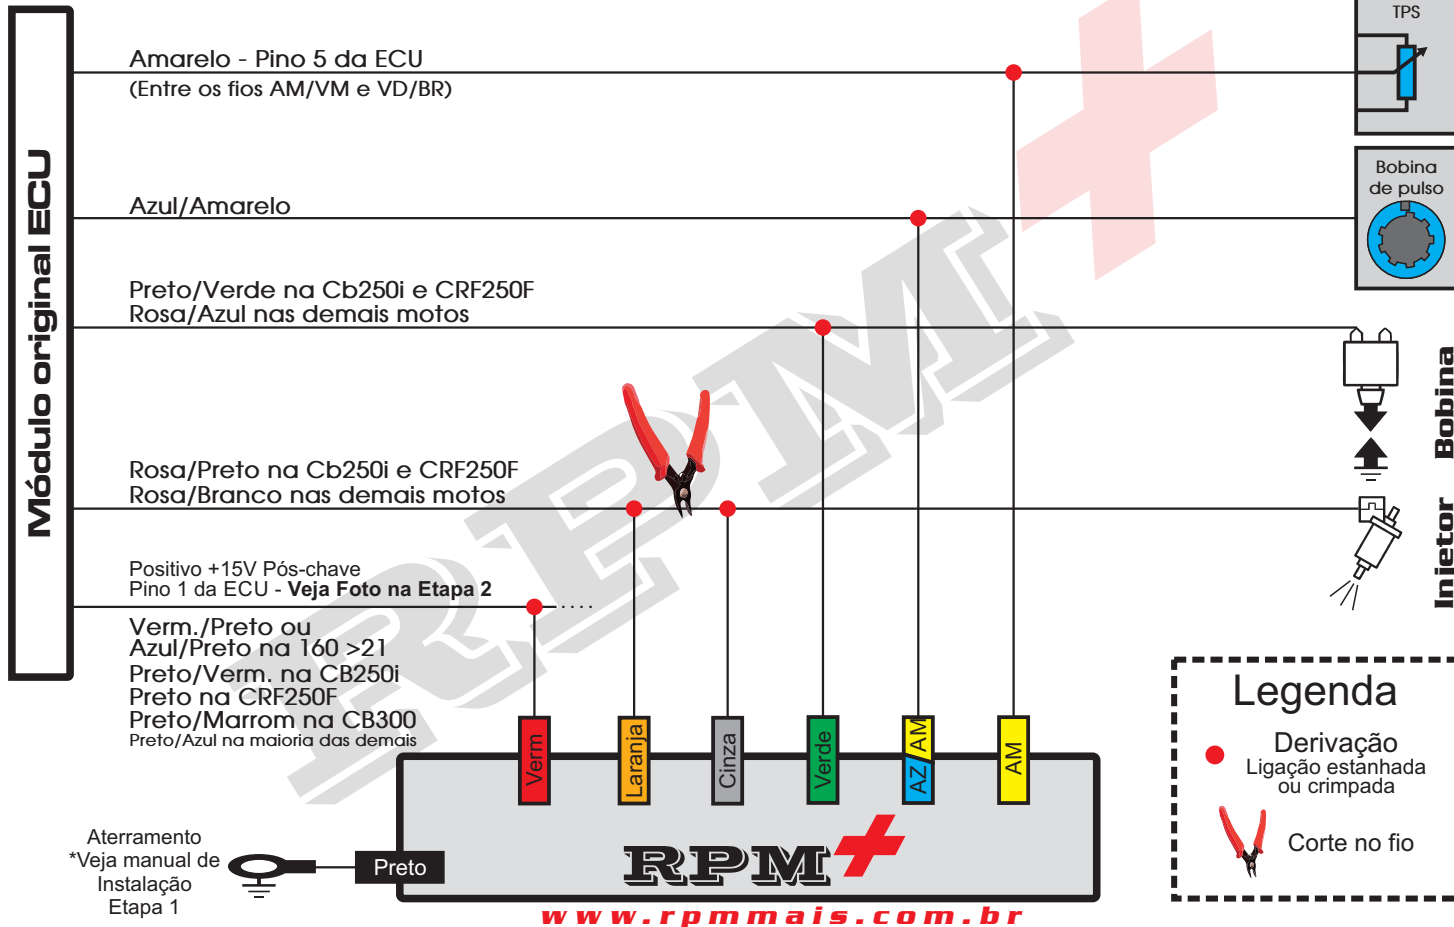 Módulo original ECU
Amarelo - Pino 5 da ECU
(Entre os fios AM/VM e VD/BR)
TPS
Azul/Amarelo
Bobina
de pulso
Preto/Verde na Cb250i e CRF250F
Rosa/Azul nas demais motos
Bobina
Rosa/Preto na Cb250i e CRF250F
Rosa/Branco nas demais motos
Injetor
Positivo +15V Pós-chave
Pino 1 da ECU - Veja Foto na Etapa 2
Verm./Preto ou
Azul/Preto na 160 >21
Preto/Verm. na CB250i
Preto na CRF250F
Preto/Marrom na CB300
Preto/Azul na maioria das demais
RPM+
Verm
Laranja
Cinza
Verde
AZ/AM
AM
Legenda
Derivação
Ligação estanhada
ou crimpada
Corte no fio
Aterramento
*Veja manual de
Instalação
Etapa 1
Preto
RPM+
www.rpmmais.com.br